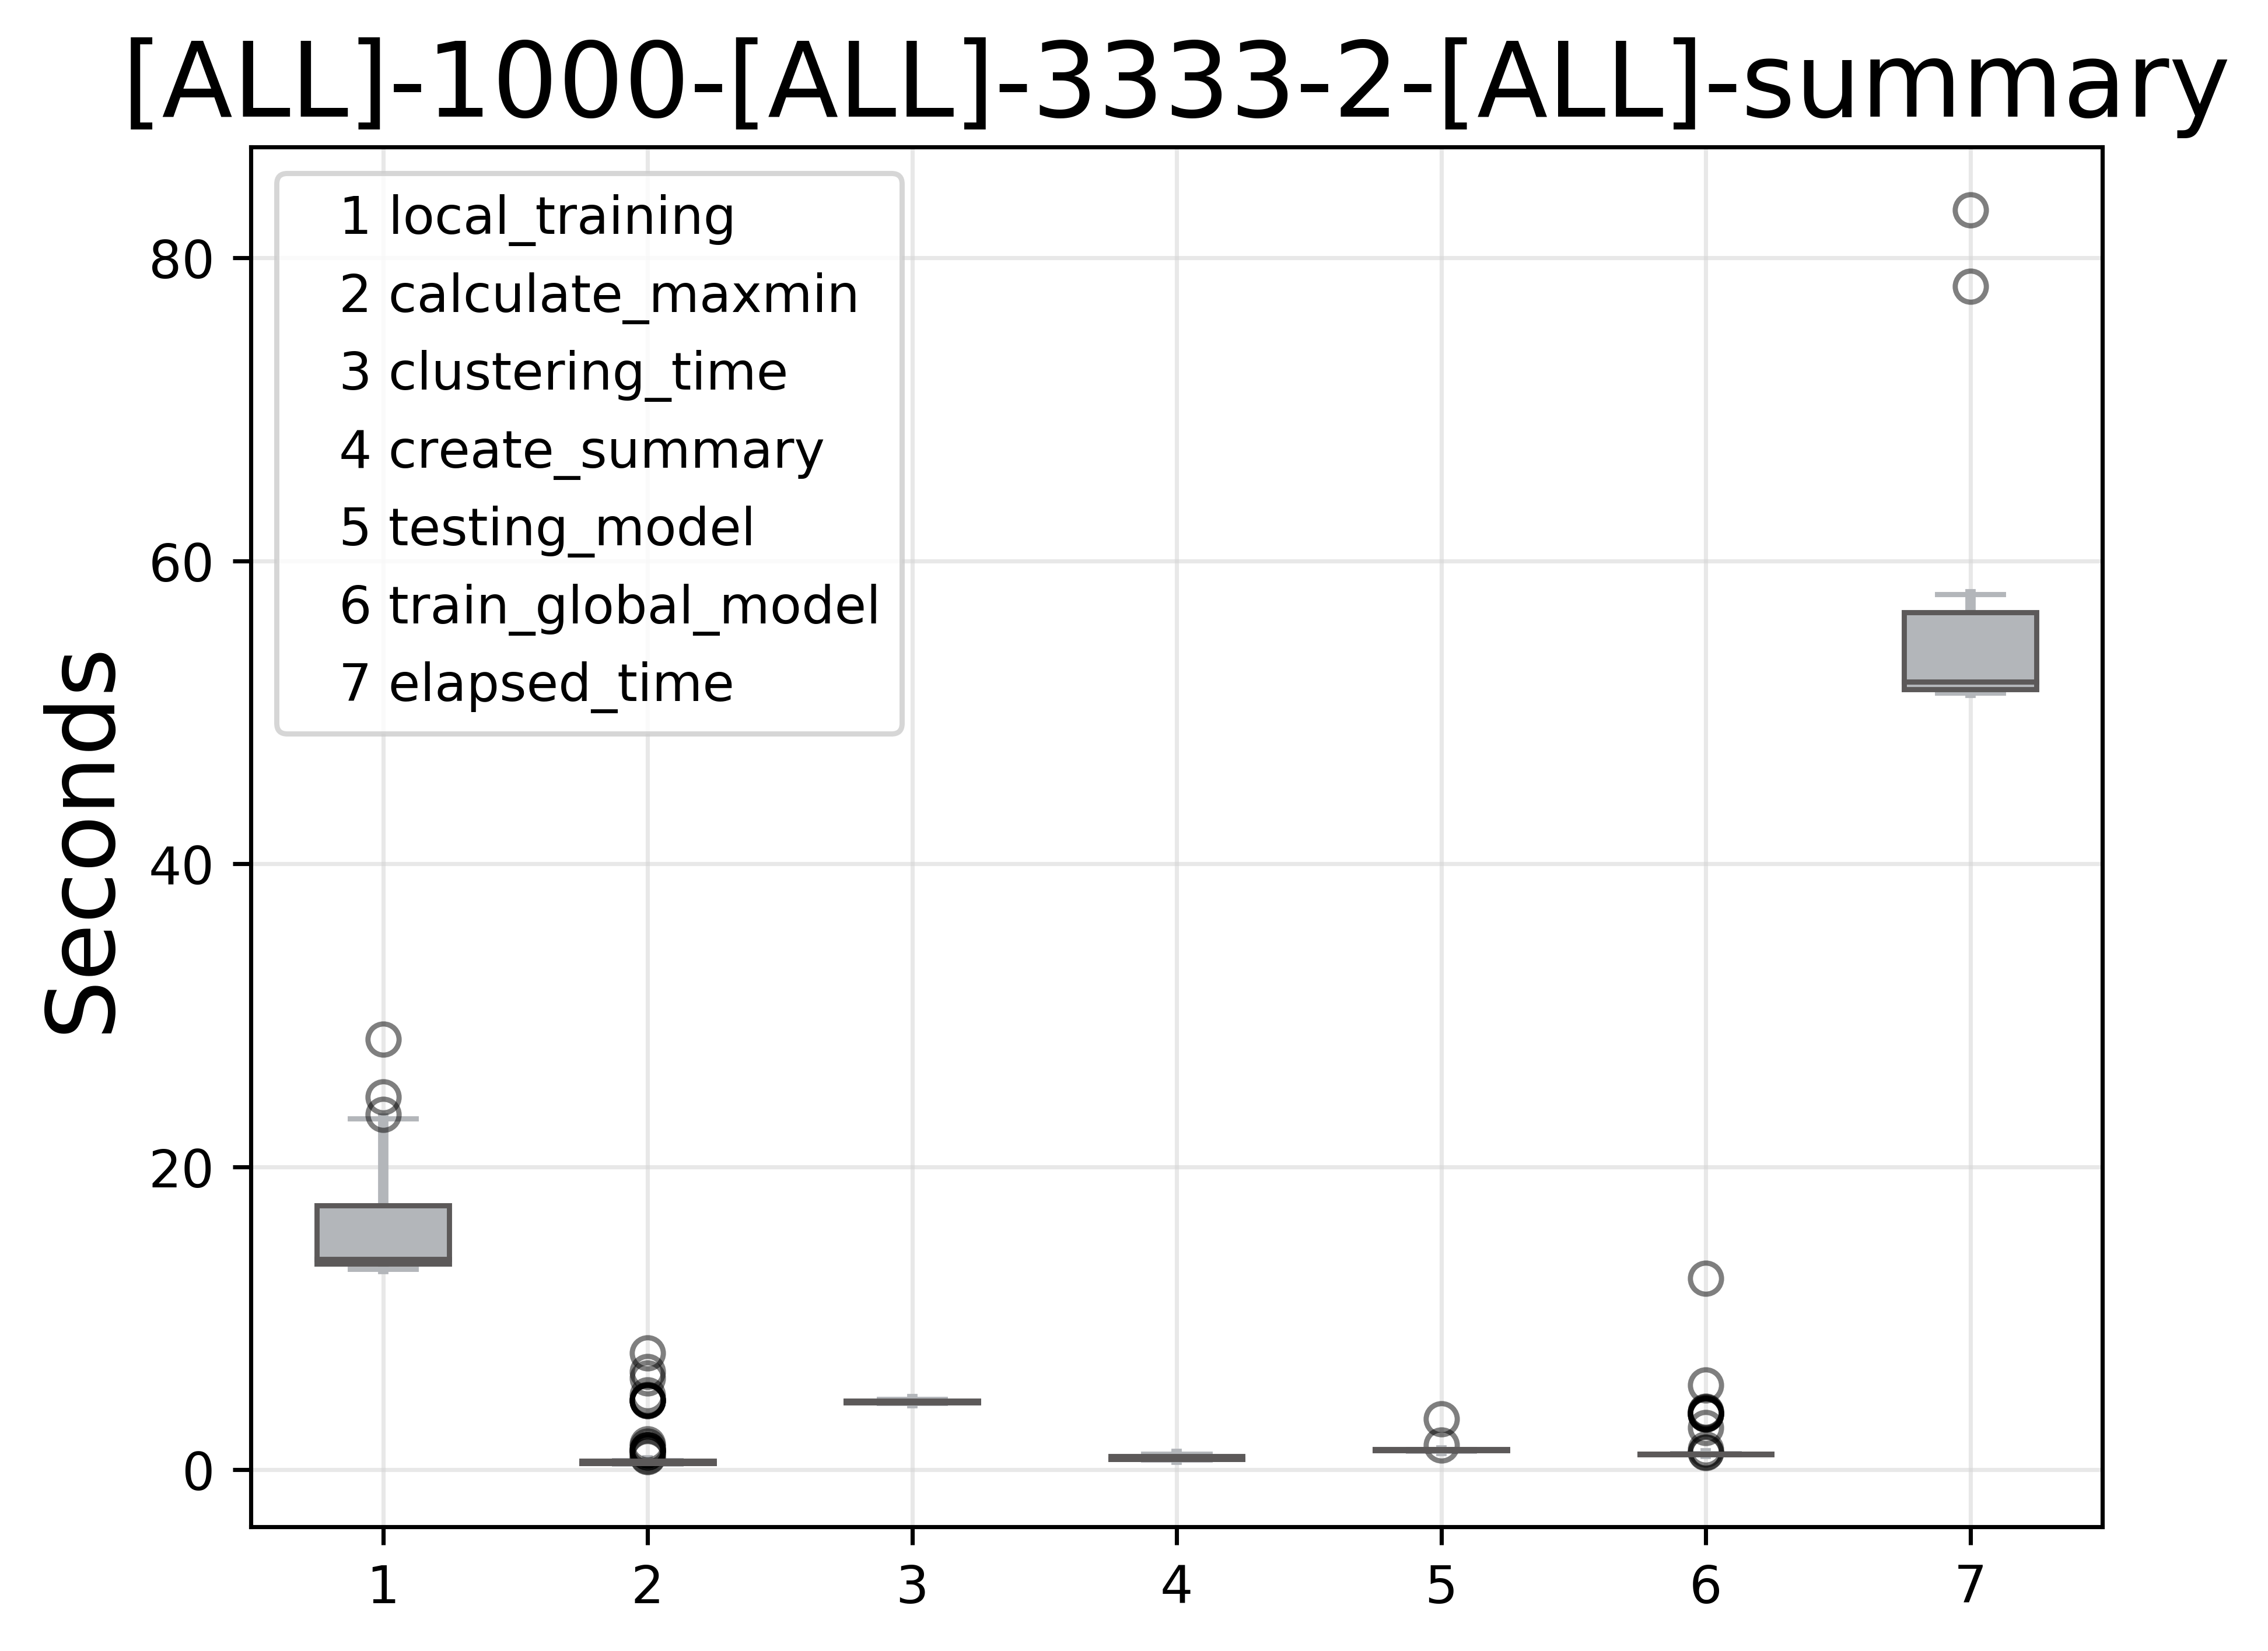 [ALL]-1000-[ALL]-3333-2-[ALL]-summary
1 local_training
2 calculate_maxmin
3 clustering_time
4 create_summary
5 testing_model
6 train_global_model
7 elapsed_time
Seconds
80
60
40
20
0
1 2 3 4 5 6 7